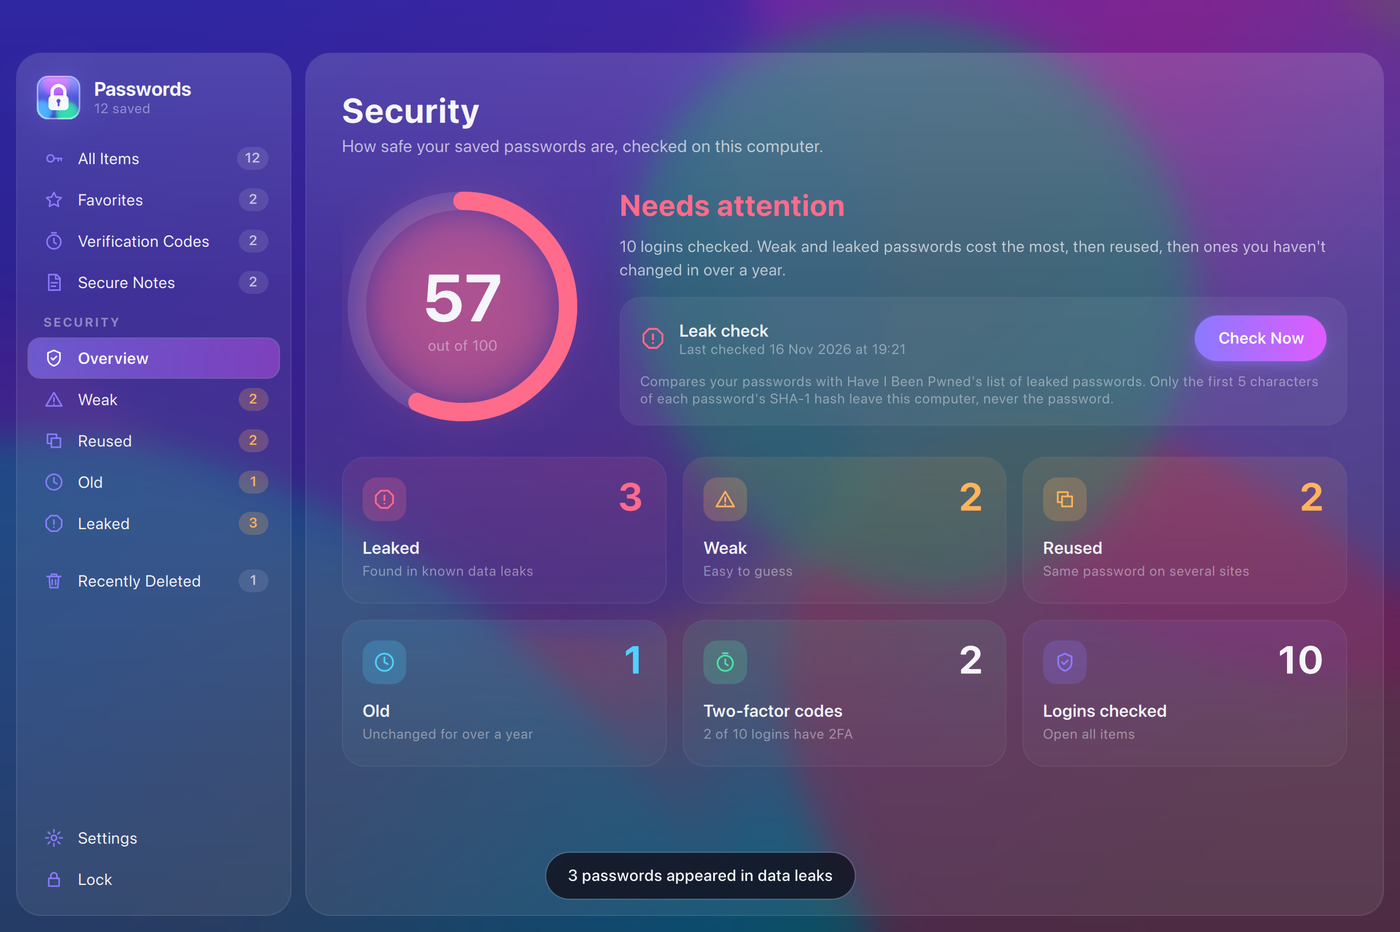 Passwords
12 saved
All Items
12
Favorites
2
Verification Codes
2
Secure Notes
2
SECURITY
Overview
Weak
2
Reused
2
Old
1
Leaked
3
Recently Deleted
1
Settings
Lock
Security
How safe your saved passwords are, checked on this computer.
57
out of 100
Needs attention
10 logins checked. Weak and leaked passwords cost the most, then reused, then ones you haven't
changed in over a year.
Leak check
Last checked 16 Nov 2026 at 19:21
Check Now
Compares your passwords with Have I Been Pwned's list of leaked passwords. Only the first 5 characters
of each password's SHA-1 hash leave this computer, never the password.
3
Leaked
Found in known data leaks
2
Weak
Easy to guess
2
Reused
Same password on several sites
1
Old
Unchanged for over a year
2
Two-factor codes
2 of 10 logins have 2FA
10
Logins checked
Open all items
3 passwords appeared in data leaks